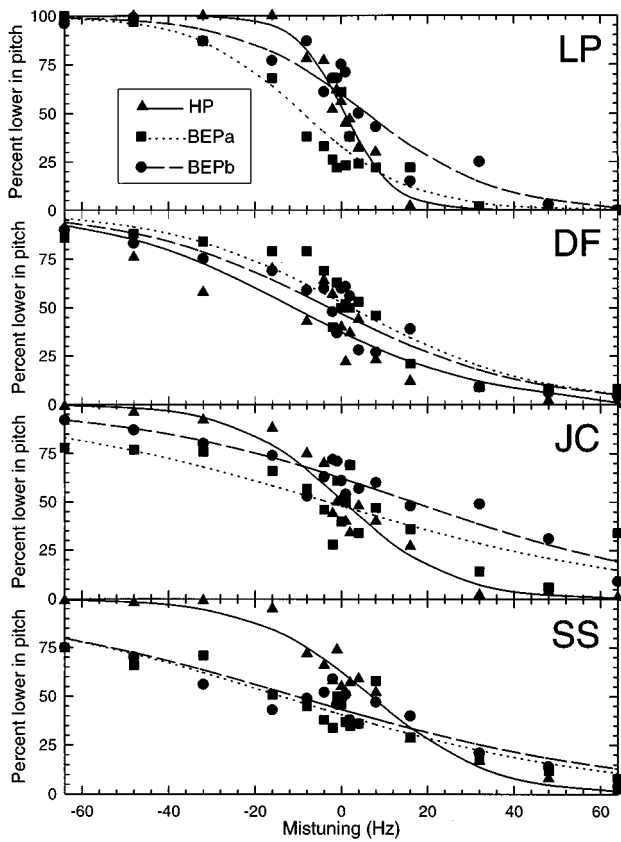 100
75
50
25
0
Percent lower in pitch
LP
HP
BEPa
BEPb
75
50
25
0
Percent lower in pitch
DF
75
50
25
0
Percent lower in pitch
JC
75
50
25
0
Percent lower in pitch
SS
-60 -40 -20 0 20 40 60
Mistuning (Hz)